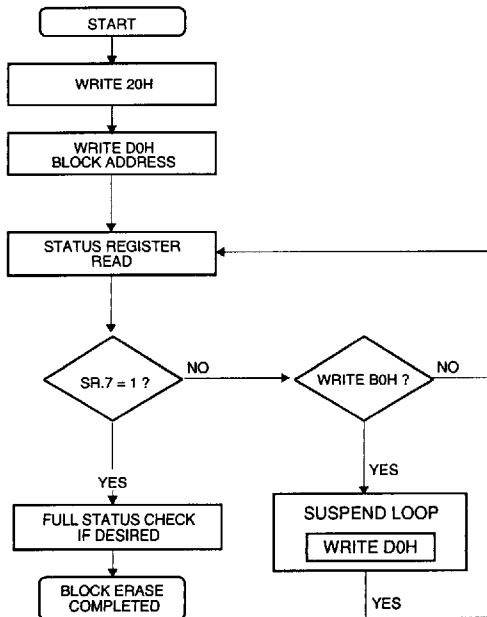 START
WRITE 20H
WRITE D0H
BLOCK ADDRESS
STATUS REGISTER
READ
SR.7 = 1 ?
NO
WRITE B0H ?
NO
YES
YES
FULL STATUS CHECK
IF DESIRED
SUSPEND LOOP
WRITE D0H
BLOCK ERASE
COMPLETED
YES